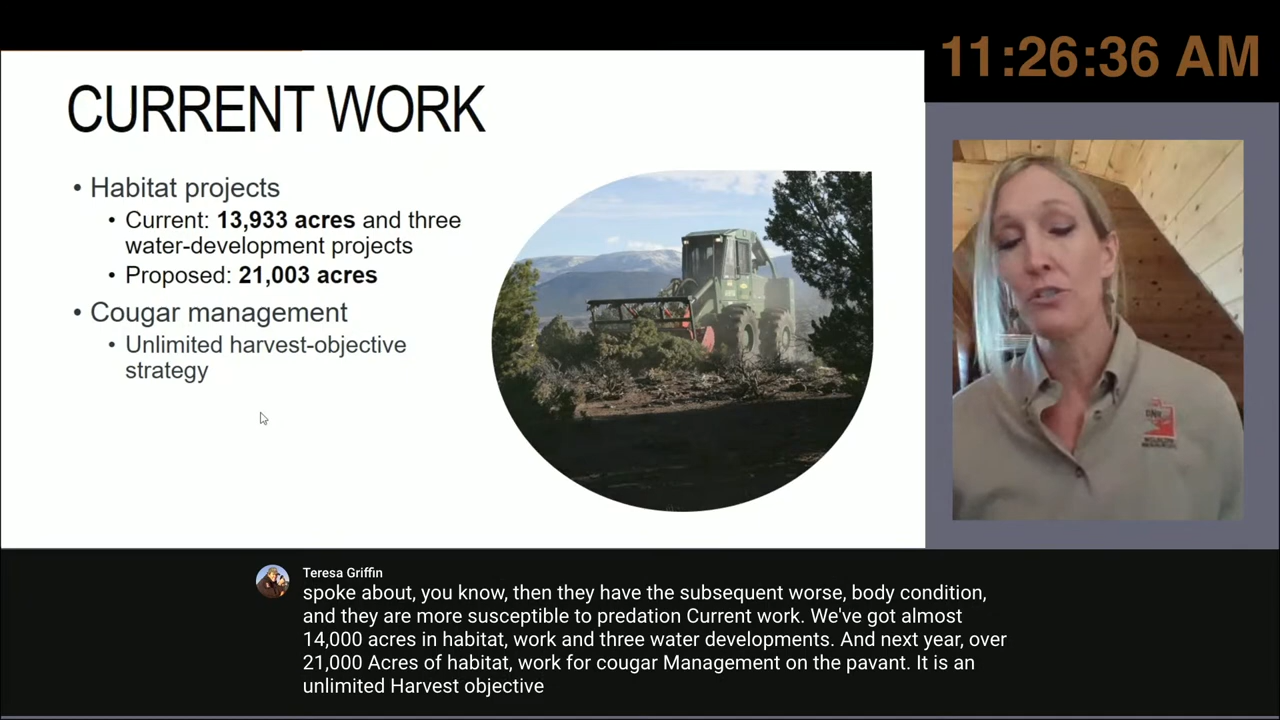 11:26:36 AM
CURRENT WORK
• Habitat projects
• Current: 13,933 acres and three
water-development projects
• Proposed: 21,003 acres
• Cougar management
• Unlimited harvest-objective
strategy
Teresa Griffin
spoke about, you know, then they have the subsequent worse, body condition,
and they are more susceptible to predation Current work. We've got almost
14,000 acres in habitat, work and three water developments. And next year, over
21,000 Acres of habitat, work for cougar Management on the pavant. It is an
unlimited Harvest objective